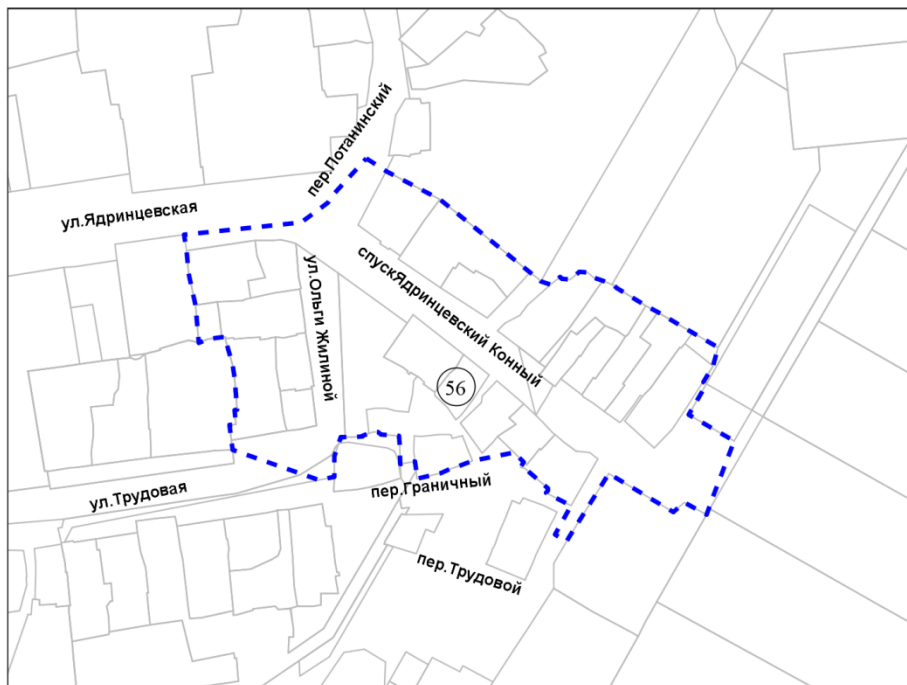 пер.Потанинский
ул.Ядринцевская
спускЯдринцевский Конный
ул.Ольги Жилиной
56
ул.Трудовая
пер.Граничный
пер.Трудовой